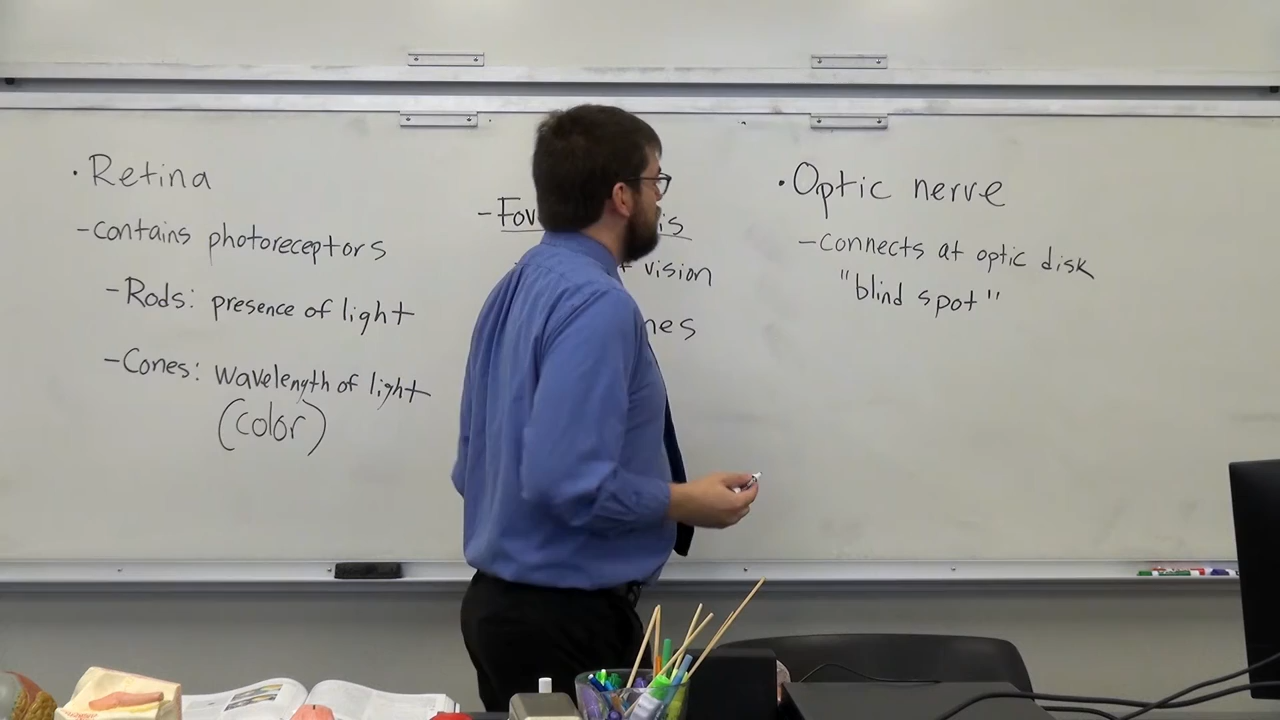 · Retina
- contains photoreceptors
- Rods: presence of light
- Cones: wavelength of light
(color)
- Fov
vision
· Optic nerve
- connects at optic disk
"blind spot"